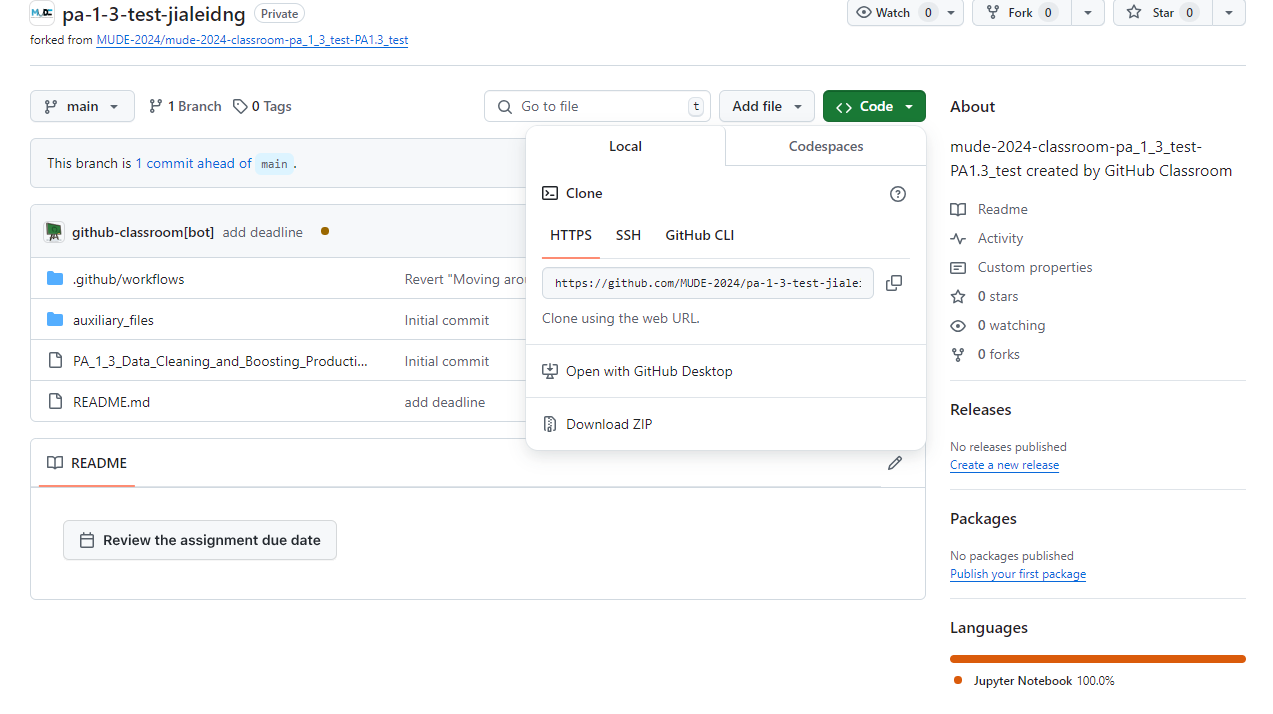 MUDE pa-1-3-test-jialeidng Private Watch 0 Fork 0 Star 0
forked from MUDE-2024/mude-2024-classroom-pa_1_3_test-PA1.3_test
main 1 Branch 0 Tags Go to file t Add file Code
This branch is 1 commit ahead of main .
github-classroom[bot] add deadline
.github/workflows Revert "Moving arou
auxiliary_files Initial commit
PA_1_3_Data_Cleaning_and_Boosting_Producti... Initial commit
README.md add deadline
Local Codespaces
Clone
HTTPS SSH GitHub CLI
https://github.com/MUDE-2024/pa-1-3-test-jialei
Clone using the web URL.
Open with GitHub Desktop
Download ZIP
README
Review the assignment due date
About
mude-2024-classroom-pa_1_3_test-
PA1.3_test created by GitHub Classroom
Readme
Activity
Custom properties
0 stars
0 watching
0 forks
Releases
No releases published
Create a new release
Packages
No packages published
Publish your first package
Languages
Jupyter Notebook 100.0%